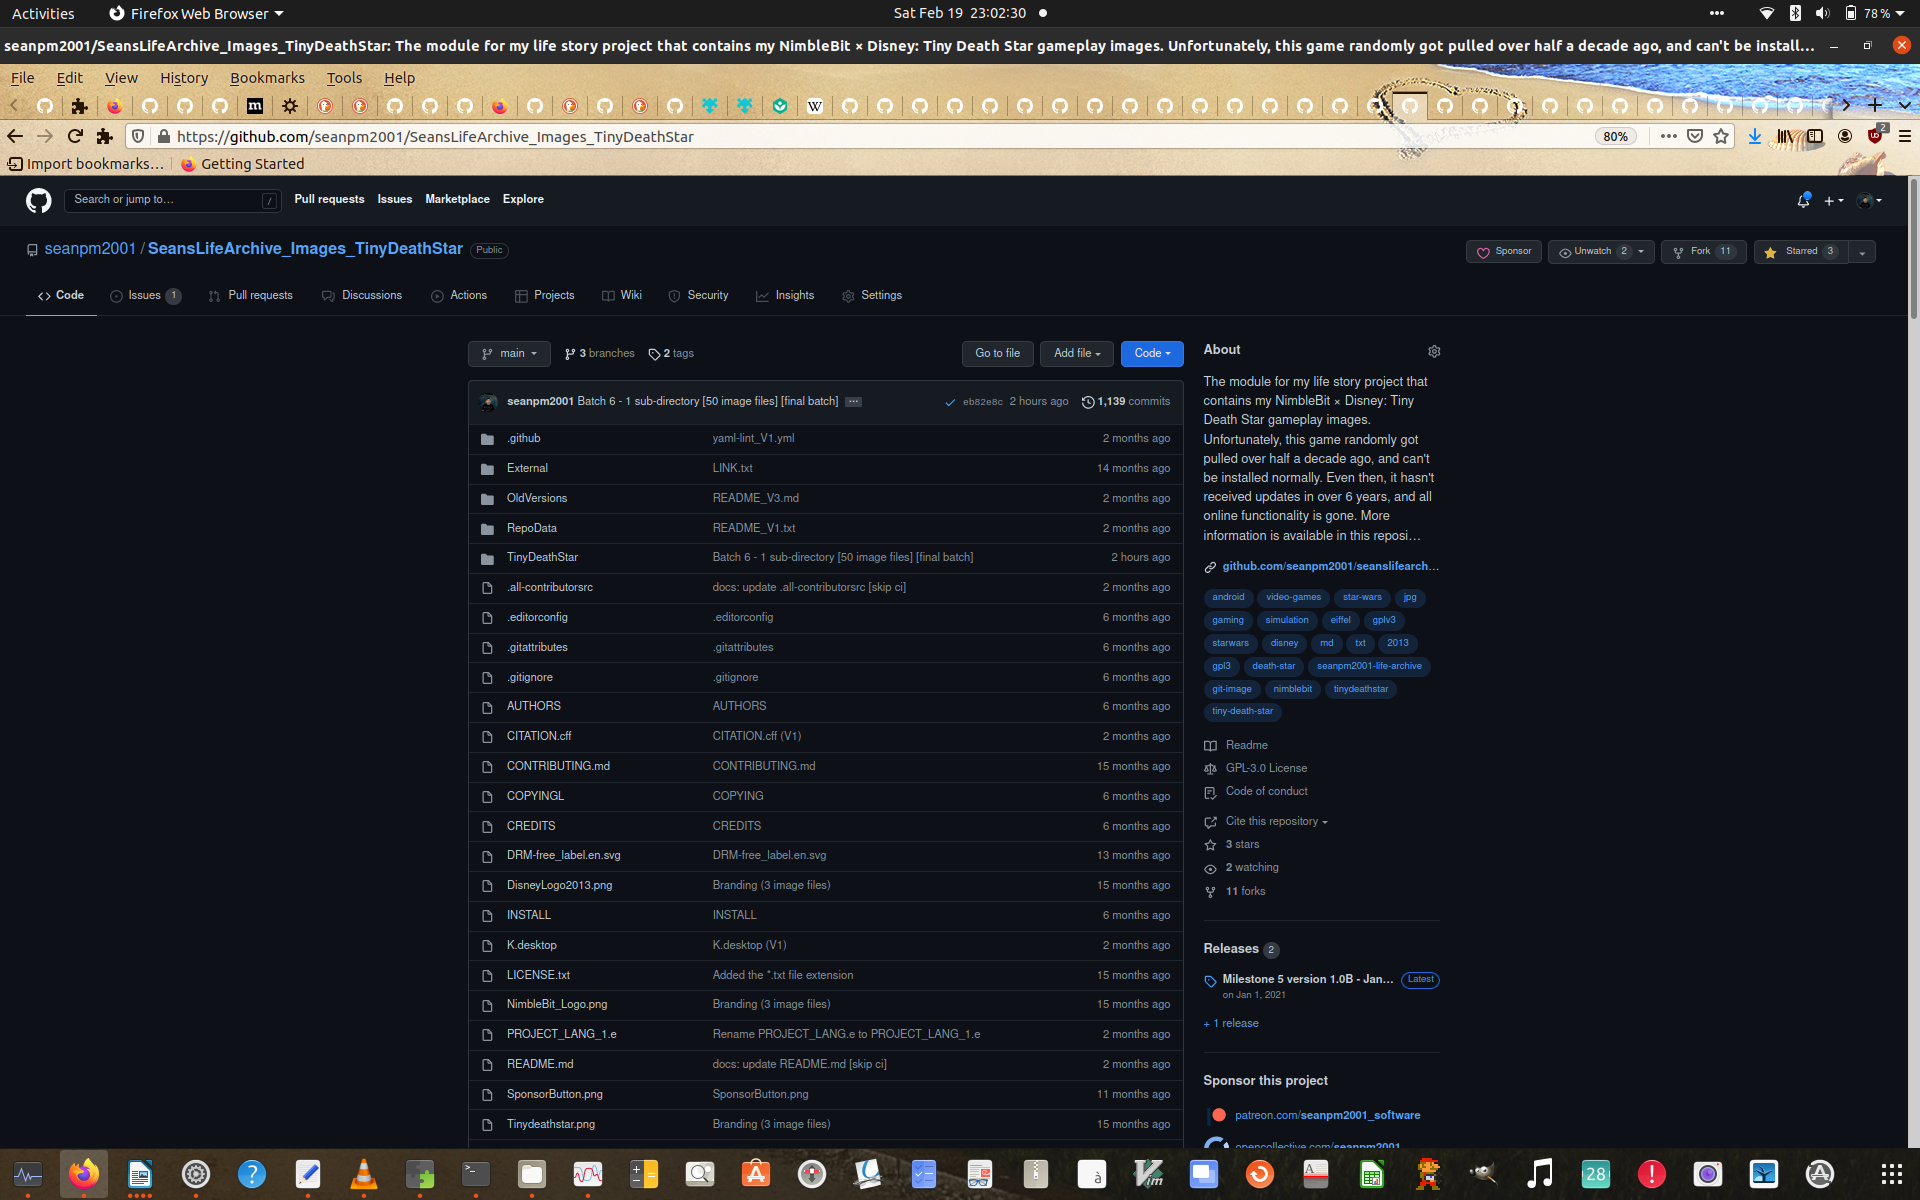 Activities Firefox Web Browser Sat Feb 19 23:02:30 78 %
seanpm2001/SeansLifeArchive_Images_TinyDeathStar: The module for my life story project that contains my NimbleBit × Disney: Tiny Death Star gameplay images. Unfortunately, this game randomly got pulled over half a decade ago, and can't be install…
File Edit View History Bookmarks Tools Help
https://github.com/seanpm2001/SeansLifeArchive_Images_TinyDeathStar 80% 2
Import bookmarks… Getting Started
Search or jump to… / Pull requests Issues Marketplace Explore
seanpm2001 / SeansLifeArchive_Images_TinyDeathStar Public Sponsor Unwatch 2 Fork 11 Starred 3
Code Issues 1 Pull requests Discussions Actions Projects Wiki Security Insights Settings
main 3 branches 2 tags Go to file Add file Code
seanpm2001 Batch 6 - 1 sub-directory [50 image files] [final batch] eb82e8c 2 hours ago 1,139 commits
.github yaml-lint_V1.yml 2 months ago
External LINK.txt 14 months ago
OldVersions README_V3.md 2 months ago
RepoData README_V1.txt 2 months ago
TinyDeathStar Batch 6 - 1 sub-directory [50 image files] [final batch] 2 hours ago
.all-contributorsrc docs: update .all-contributorsrc [skip ci] 2 months ago
.editorconfig .editorconfig 6 months ago
.gitattributes .gitattributes 6 months ago
.gitignore .gitignore 6 months ago
AUTHORS AUTHORS 6 months ago
CITATION.cff CITATION.cff (V1) 2 months ago
CONTRIBUTING.md CONTRIBUTING.md 15 months ago
COPYINGL COPYING 6 months ago
CREDITS CREDITS 6 months ago
DRM-free_label.en.svg DRM-free_label.en.svg 13 months ago
DisneyLogo2013.png Branding (3 image files) 15 months ago
INSTALL INSTALL 6 months ago
K.desktop K.desktop (V1) 2 months ago
LICENSE.txt Added the *.txt file extension 15 months ago
NimbleBit_Logo.png Branding (3 image files) 15 months ago
PROJECT_LANG_1.e Rename PROJECT_LANG.e to PROJECT_LANG_1.e 2 months ago
README.md docs: update README.md [skip ci] 2 months ago
SponsorButton.png SponsorButton.png 11 months ago
Tinydeathstar.png Branding (3 image files) 15 months ago
About
The module for my life story project that
contains my NimbleBit × Disney: Tiny
Death Star gameplay images.
Unfortunately, this game randomly got
pulled over half a decade ago, and can't
be installed normally. Even then, it hasn't
received updates in over 6 years, and all
online functionality is gone. More
information is available in this reposi…
github.com/seanpm2001/seanslifearch…
android video-games star-wars jpg
gaming simulation eiffel gplv3
starwars disney md txt 2013
gpl3 death-star seanpm2001-life-archive
git-image nimblebit tinydeathstar
tiny-death-star
Readme
GPL-3.0 License
Code of conduct
Cite this repository
3 stars
2 watching
11 forks
Releases 2
Milestone 5 version 1.0B - Jan… Latest
on Jan 1, 2021
+ 1 release
Sponsor this project
patreon.com/seanpm2001_software
opencollective.com/seanpm2001
28